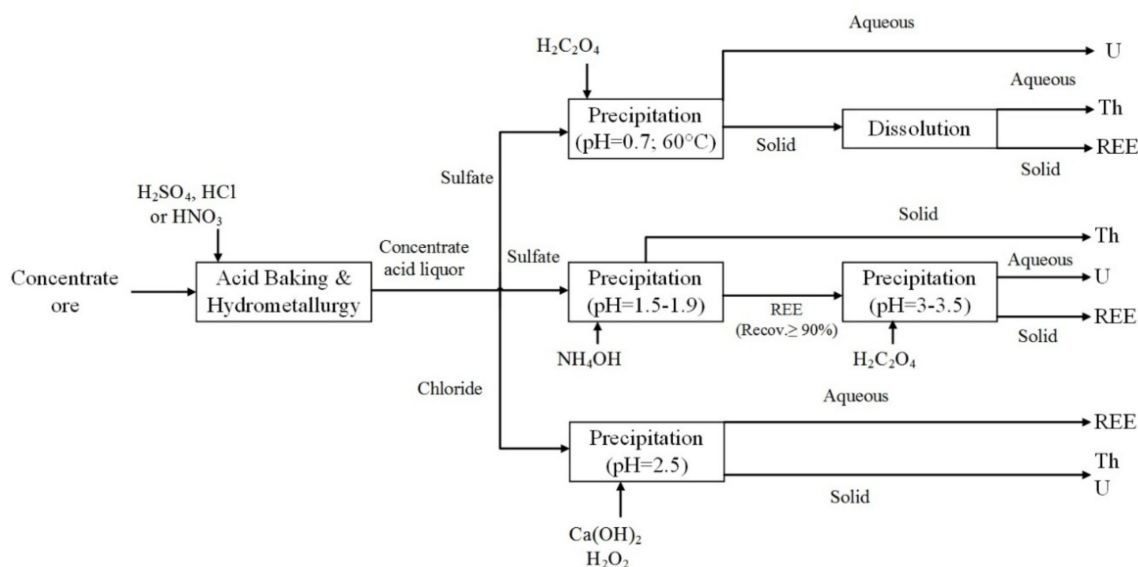 Concentrate
ore
H₂SO₄, HCl
or HNO₃
Acid Baking &
Hydrometallurgy
Concentrate
acid liquor
Sulfate
H₂C₂O₄
Precipitation
(pH=0.7; 60°C)
Aqueous
U
Solid
Dissolution
Aqueous
Th
REE
Solid
Sulfate
Precipitation
(pH=1.5-1.9)
NH₄OH
Solid
Th
REE
(Recov.≥ 90%)
Precipitation
(pH=3-3.5)
H₂C₂O₄
Aqueous
U
REE
Solid
Chloride
Precipitation
(pH=2.5)
Ca(OH)₂
H₂O₂
Aqueous
REE
Solid
Th
U